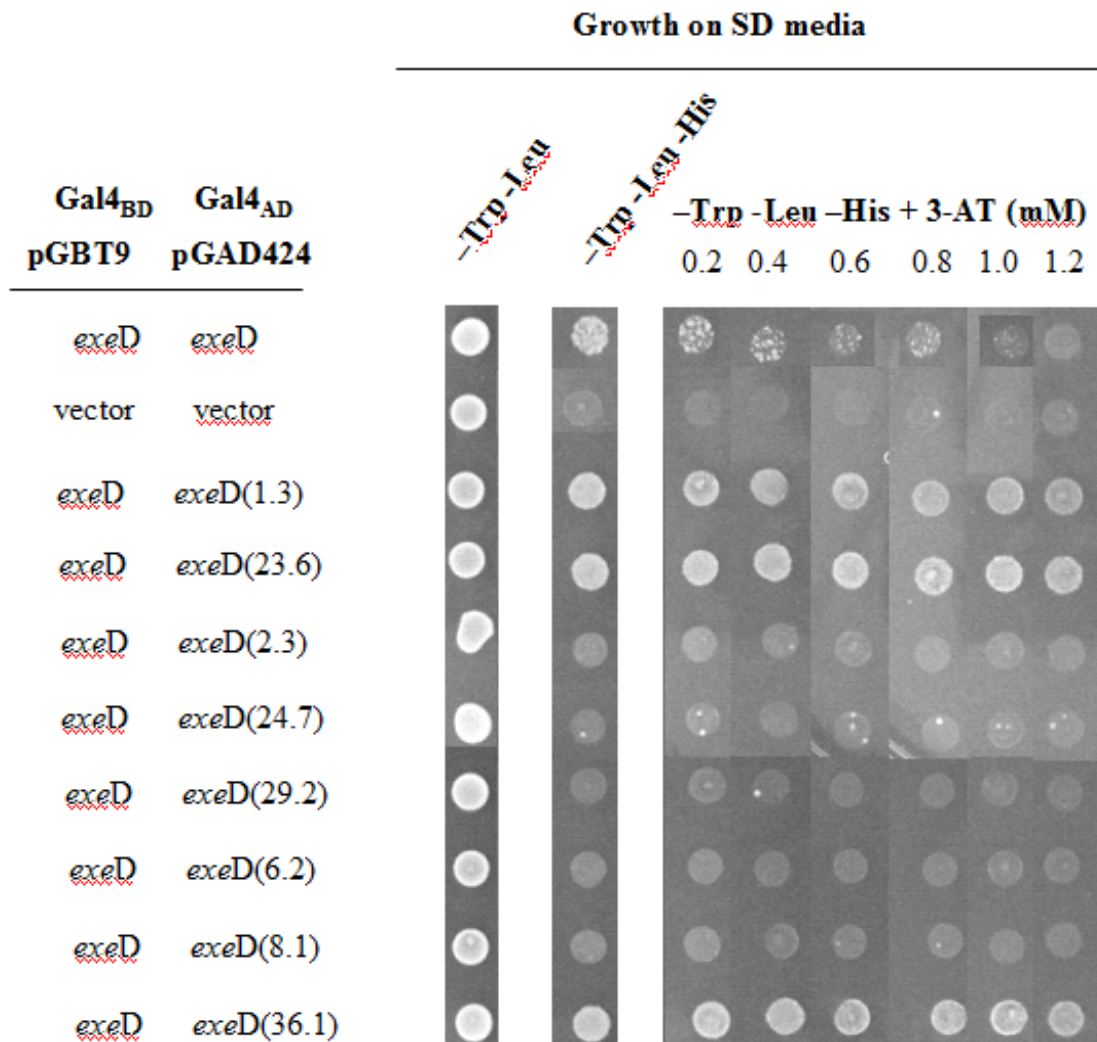 Growth on SD media
–Trp -Leu
–Trp -Leu -His
Gal4BD Gal4AD
pGBT9 pGAD424
–Trp -Leu –His + 3-AT (mM)
0.2 0.4 0.6 0.8 1.0 1.2
exeD exeD
vector vector
exeD exeD(1.3)
exeD exeD(23.6)
exeD exeD(2.3)
exeD exeD(24.7)
exeD exeD(29.2)
exeD exeD(6.2)
exeD exeD(8.1)
exeD exeD(36.1)